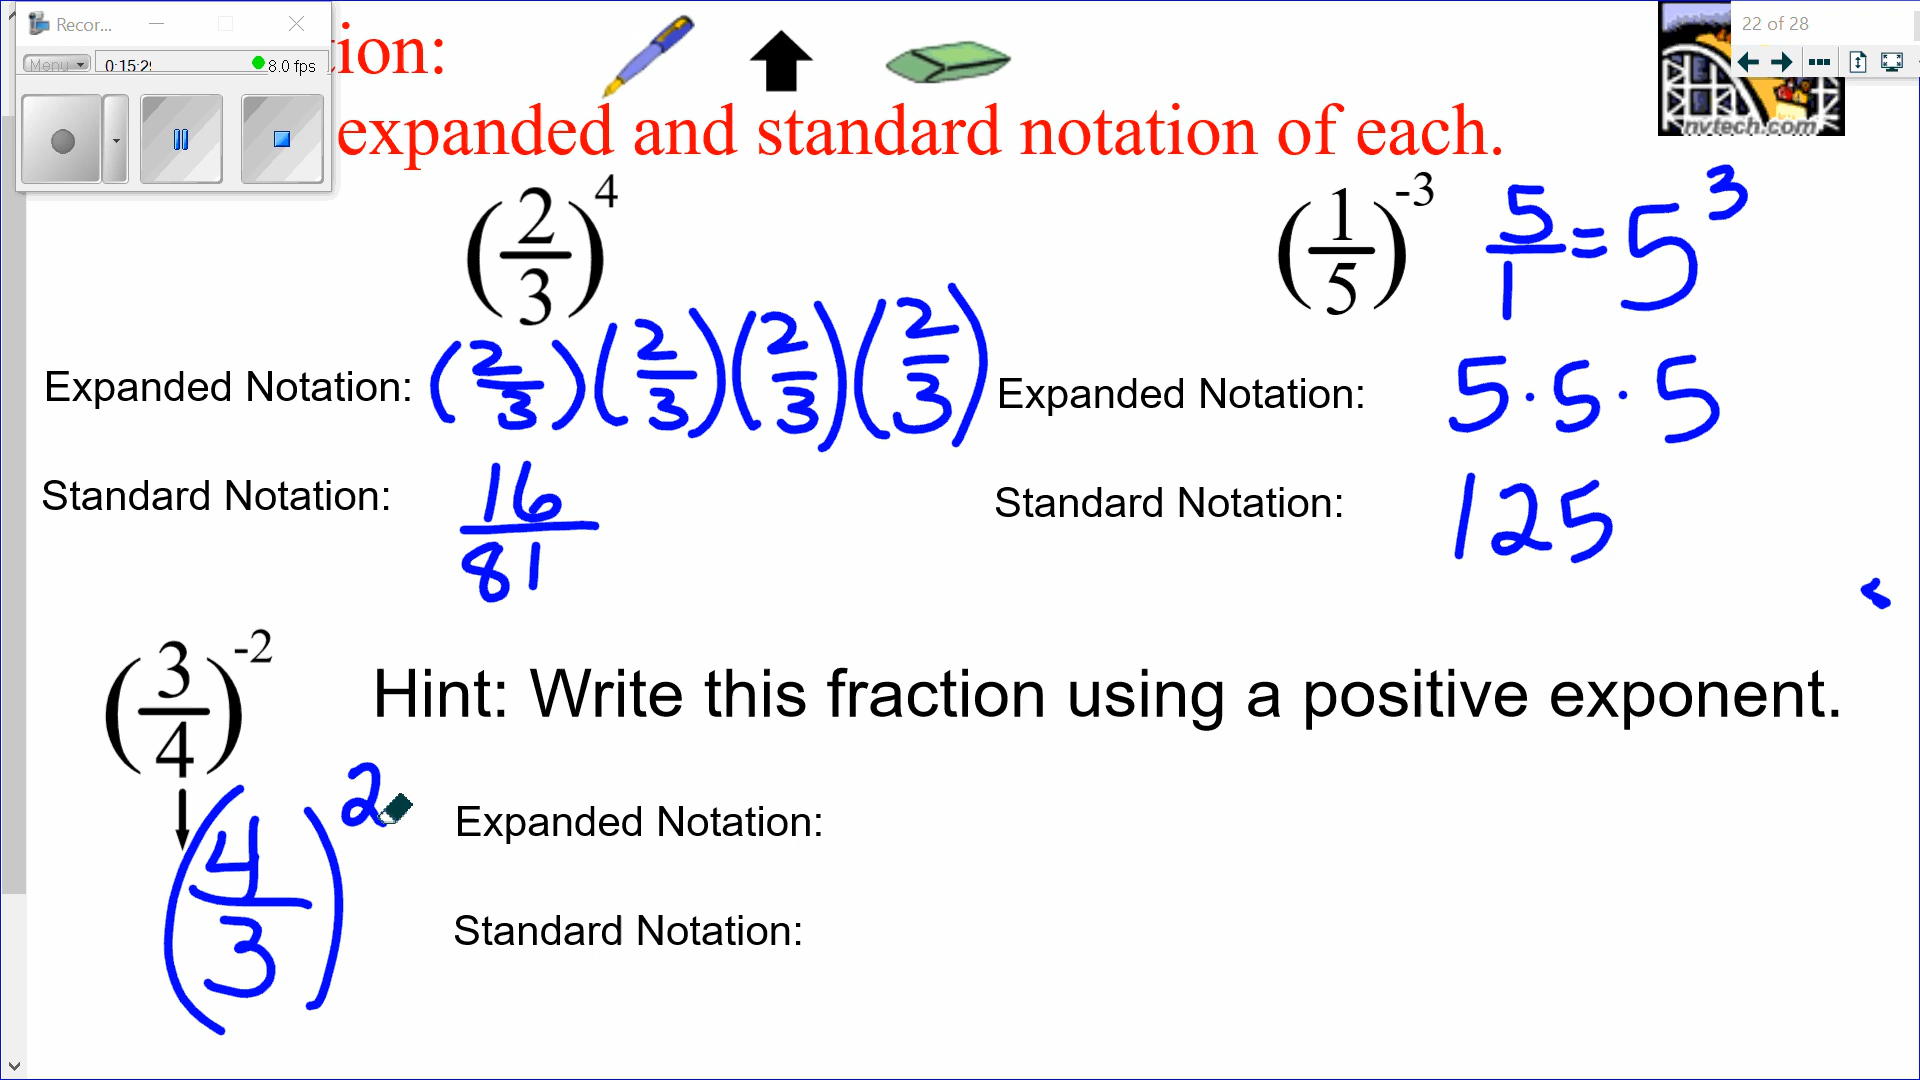 Recor...
22 of 28
Menu
0:15:29
8.0 fps
tion:
expanded and standard notation of each.
nvtech.com
(2/3)^4
(1/5)^-3
5/1 = 5^3
Expanded Notation: (2/3)(2/3)(2/3)(2/3)
Expanded Notation: 5 · 5 · 5
Standard Notation: 16/81
Standard Notation: 125
(3/4)^-2
Hint: Write this fraction using a positive exponent.
(4/3)^2
Expanded Notation:
Standard Notation: